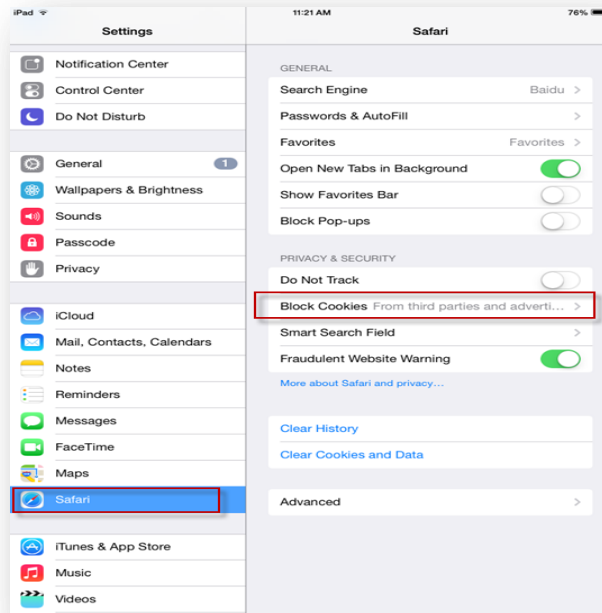 iPad 11:21 AM 76%
Settings
Safari
Notification Center
Control Center
Do Not Disturb
General 1
Wallpapers & Brightness
Sounds
Passcode
Privacy
iCloud
Mail, Contacts, Calendars
Notes
Reminders
Messages
FaceTime
Maps
Safari
iTunes & App Store
Music
Videos
GENERAL
Search Engine Baidu >
Passwords & AutoFill >
Favorites Favorites >
Open New Tabs in Background
Show Favorites Bar
Block Pop-ups
PRIVACY & SECURITY
Do Not Track
Block Cookies From third parties and adverti... >
Smart Search Field >
Fraudulent Website Warning
More about Safari and privacy...
Clear History
Clear Cookies and Data
Advanced >